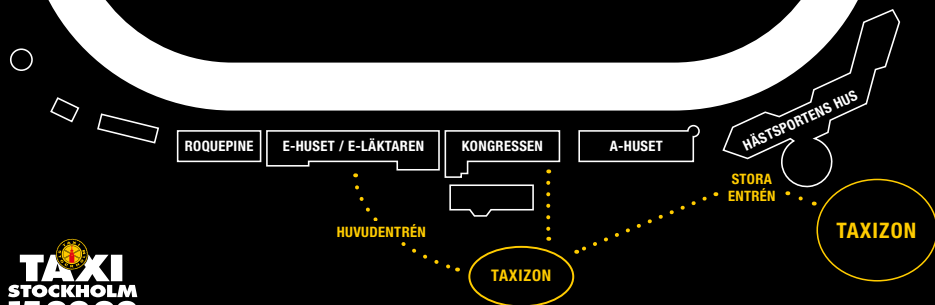 ROQUEPINE
E-HUSET / E-LÄKTAREN
KONGRESSEN
A-HUSET
HÄSTSPORTENS HUS
STORA
ENTRÉN
HUVUDENTRÉN
TAXIZON
TAXIZON
TAXI
STOCKHOLM